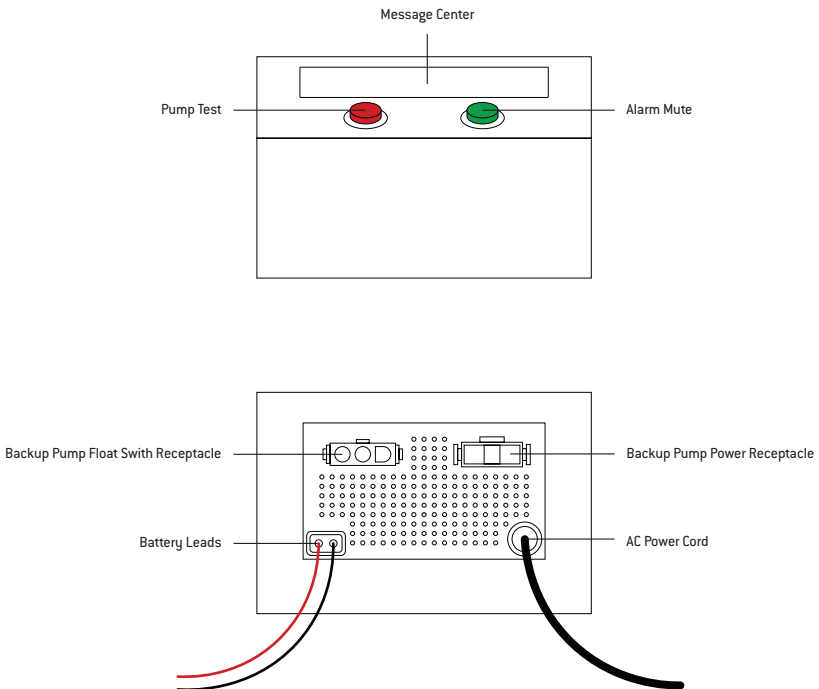 Message Center
Pump Test
Alarm Mute
Backup Pump Float Swith Receptacle
Backup Pump Power Receptacle
Battery Leads
AC Power Cord